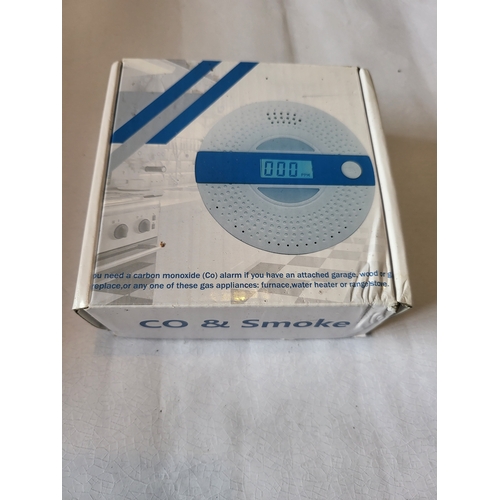 000
ou need a carbon monoxide (Co) alarm if you have an attached garage, wood or g
replace,or any one of these gas appliances: furnace,water heater or range/stove.
CO & Smoke